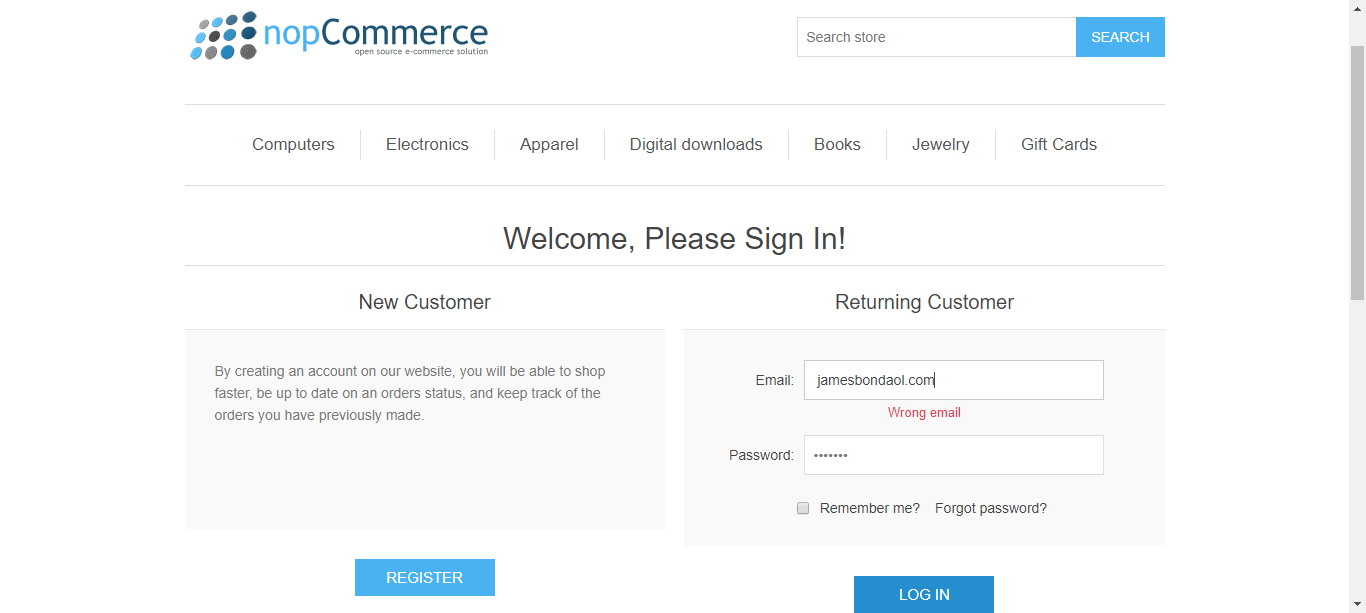 nopCommerce
open source e-commerce solution
Search store
SEARCH
Computers
Electronics
Apparel
Digital downloads
Books
Jewelry
Gift Cards
Welcome, Please Sign In!
New Customer
By creating an account on our website, you will be able to shop
faster, be up to date on an orders status, and keep track of the
orders you have previously made.
REGISTER
Returning Customer
Email:
jamesbondaol.com
Wrong email
Password:
•••••••
Remember me?
Forgot password?
LOG IN